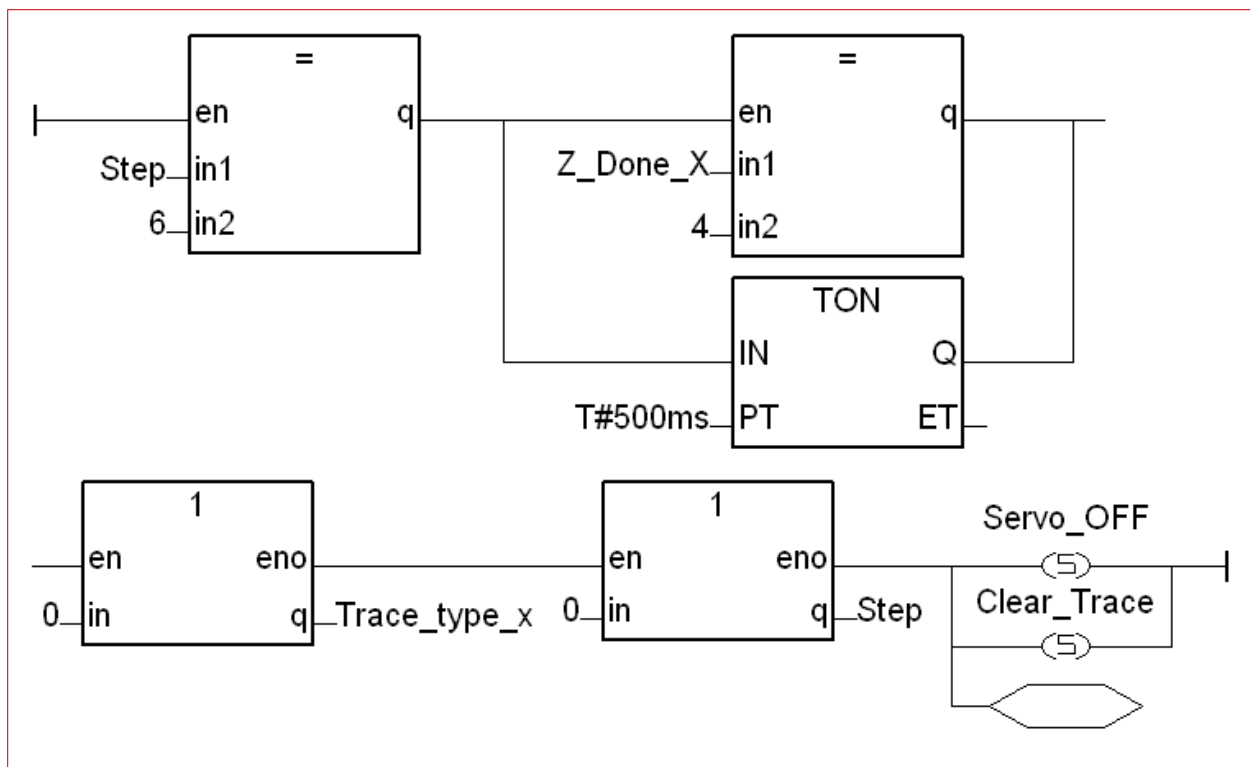 = =
en q en q
Step in1 Z_Done_X in1
6 in2 4 in2
TON
IN Q
T#500ms PT ET
1 1
Servo_OFF
en eno en eno
S
0 in q Trace_type_x 0 in q Step Clear_Trace
S